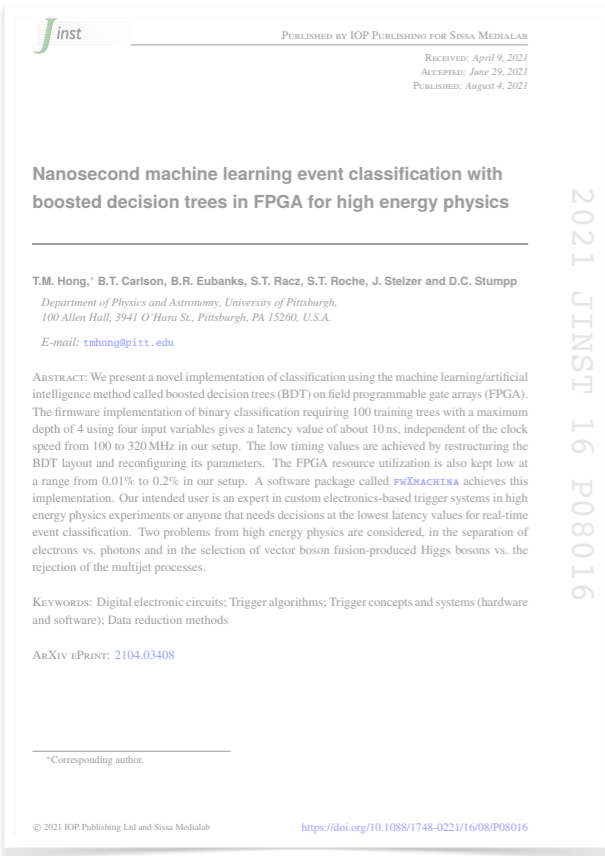 Jinst
PUBLISHED BY IOP PUBLISHING FOR SISSA MEDIALAB
RECEIVED: April 9, 2021
ACCEPTED: June 29, 2021
PUBLISHED: August 4, 2021
Nanosecond machine learning event classification with
boosted decision trees in FPGA for high energy physics
T.M. Hong,* B.T. Carlson, B.R. Eubanks, S.T. Racz, S.T. Roche, J. Stelzer and D.C. Stumpp
Department of Physics and Astronomy, University of Pittsburgh,
100 Allen Hall, 3941 O'Hara St., Pittsburgh, PA 15260, U.S.A.
E-mail: tmhong@pitt.edu
ABSTRACT: We present a novel implementation of classification using the machine learning/artificial
intelligence method called boosted decision trees (BDT) on field programmable gate arrays (FPGA).
The firmware implementation of binary classification requiring 100 training trees with a maximum
depth of 4 using four input variables gives a latency value of about 10 ns, independent of the clock
speed from 100 to 320 MHz in our setup. The low timing values are achieved by restructuring the
BDT layout and reconfiguring its parameters. The FPGA resource utilization is also kept low at
a range from 0.01% to 0.2% in our setup. A software package called FWXMACHINA achieves this
implementation. Our intended user is an expert in custom electronics-based trigger systems in high
energy physics experiments or anyone that needs decisions at the lowest latency values for real-time
event classification. Two problems from high energy physics are considered, in the separation of
electrons vs. photons and in the selection of vector boson fusion-produced Higgs bosons vs. the
rejection of the multijet processes.
KEYWORDS: Digital electronic circuits; Trigger algorithms; Trigger concepts and systems (hardware
and software); Data reduction methods
ARXIV EPRINT: 2104.03408
*Corresponding author.
© 2021 IOP Publishing Ltd and Sissa Medialab
https://doi.org/10.1088/1748-0221/16/08/P08016
2021 JINST 16 P08016